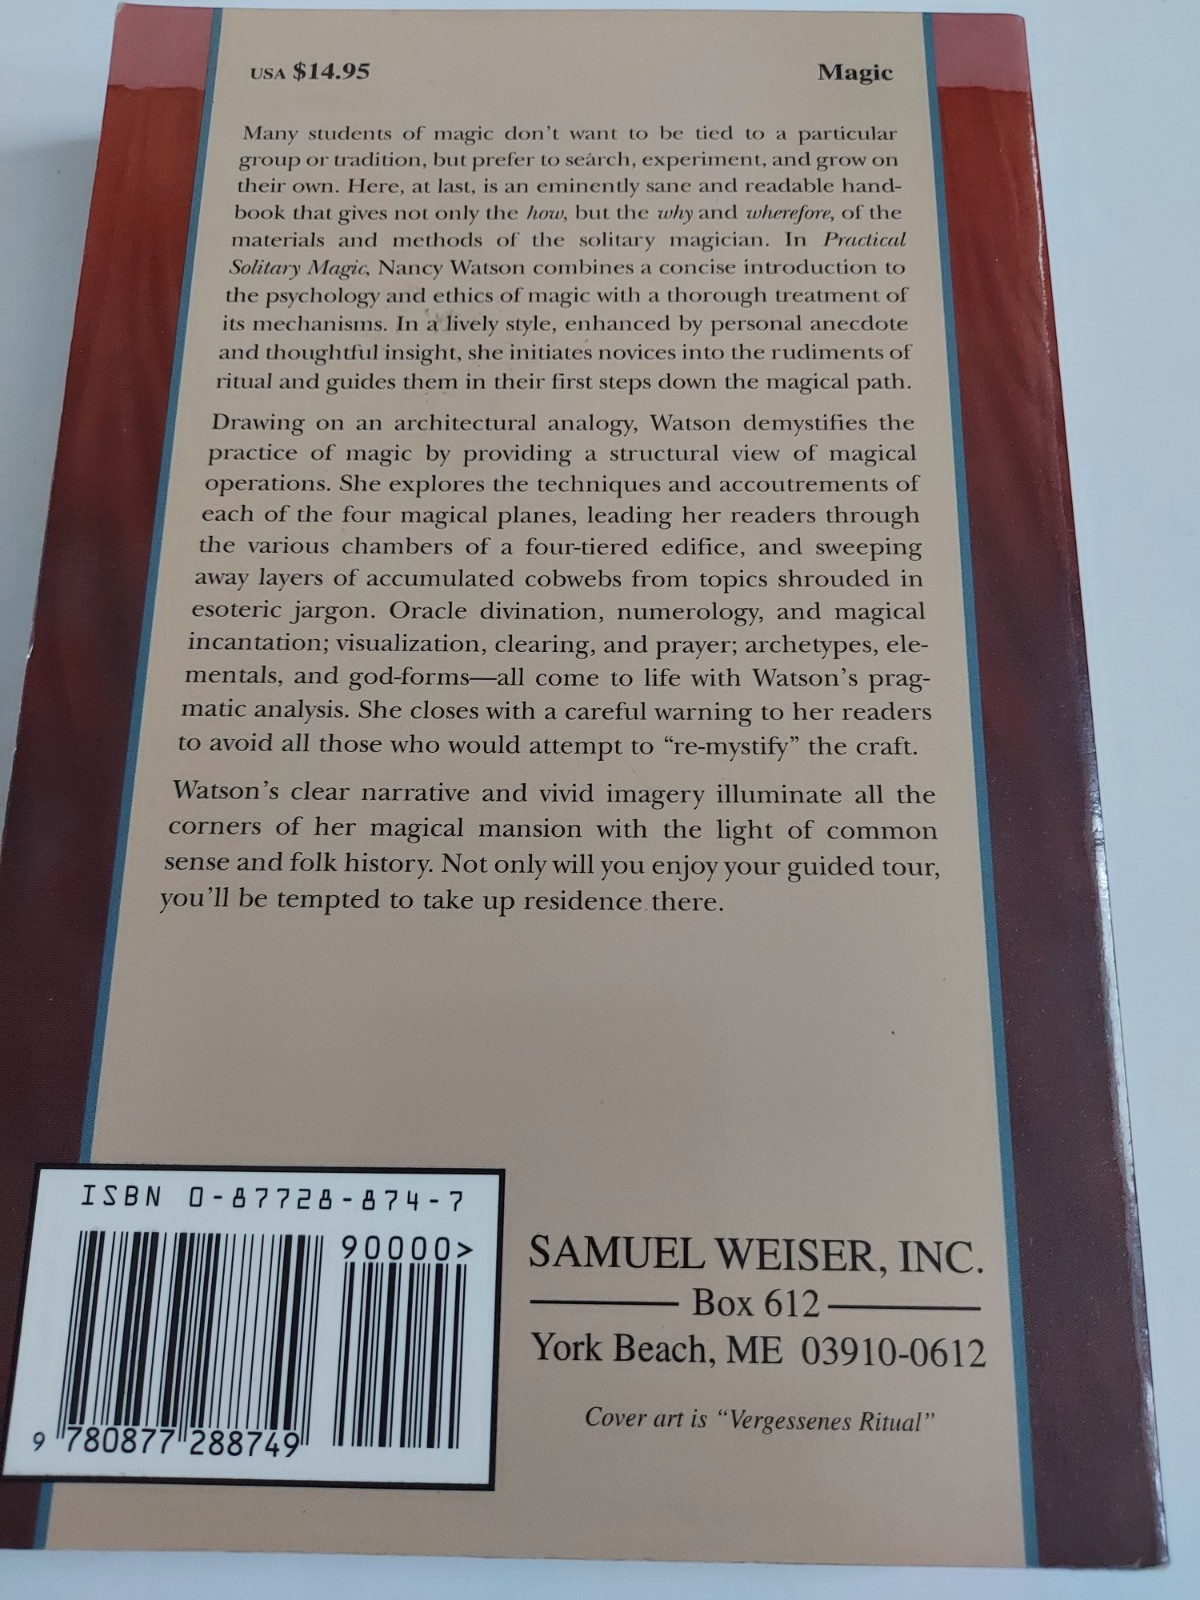 USA $14.95
Magic
Many students of magic don't want to be tied to a particular
group or tradition, but prefer to search, experiment, and grow on
their own. Here, at last, is an eminently sane and readable hand-
book that gives not only the how, but the why and wherefore, of the
materials and methods of the solitary magician. In Practical
Solitary Magic, Nancy Watson combines a concise introduction to
the psychology and ethics of magic with a thorough treatment of
its mechanisms. In a lively style, enhanced by personal anecdote
and thoughtful insight, she initiates novices into the rudiments of
ritual and guides them in their first steps down the magical path.
Drawing on an architectural analogy, Watson demystifies the
practice of magic by providing a structural view of magical
operations. She explores the techniques and accoutrements of
each of the four magical planes, leading her readers through
the various chambers of a four-tiered edifice, and sweeping
away layers of accumulated cobwebs from topics shrouded in
esoteric jargon. Oracle divination, numerology, and magical
incantation; visualization, clearing, and prayer; archetypes, ele-
mentals, and god-forms—all come to life with Watson's prag-
matic analysis. She closes with a careful warning to her readers
to avoid all those who would attempt to “re-mystify” the craft.
Watson's clear narrative and vivid imagery illuminate all the
corners of her magical mansion with the light of common
sense and folk history. Not only will you enjoy your guided tour,
you'll be tempted to take up residence there.
ISBN 0-87728-874-7
90000>
9 780877 288749
SAMUEL WEISER, INC.
Box 612
York Beach, ME 03910-0612
Cover art is “Vergessenes Ritual”